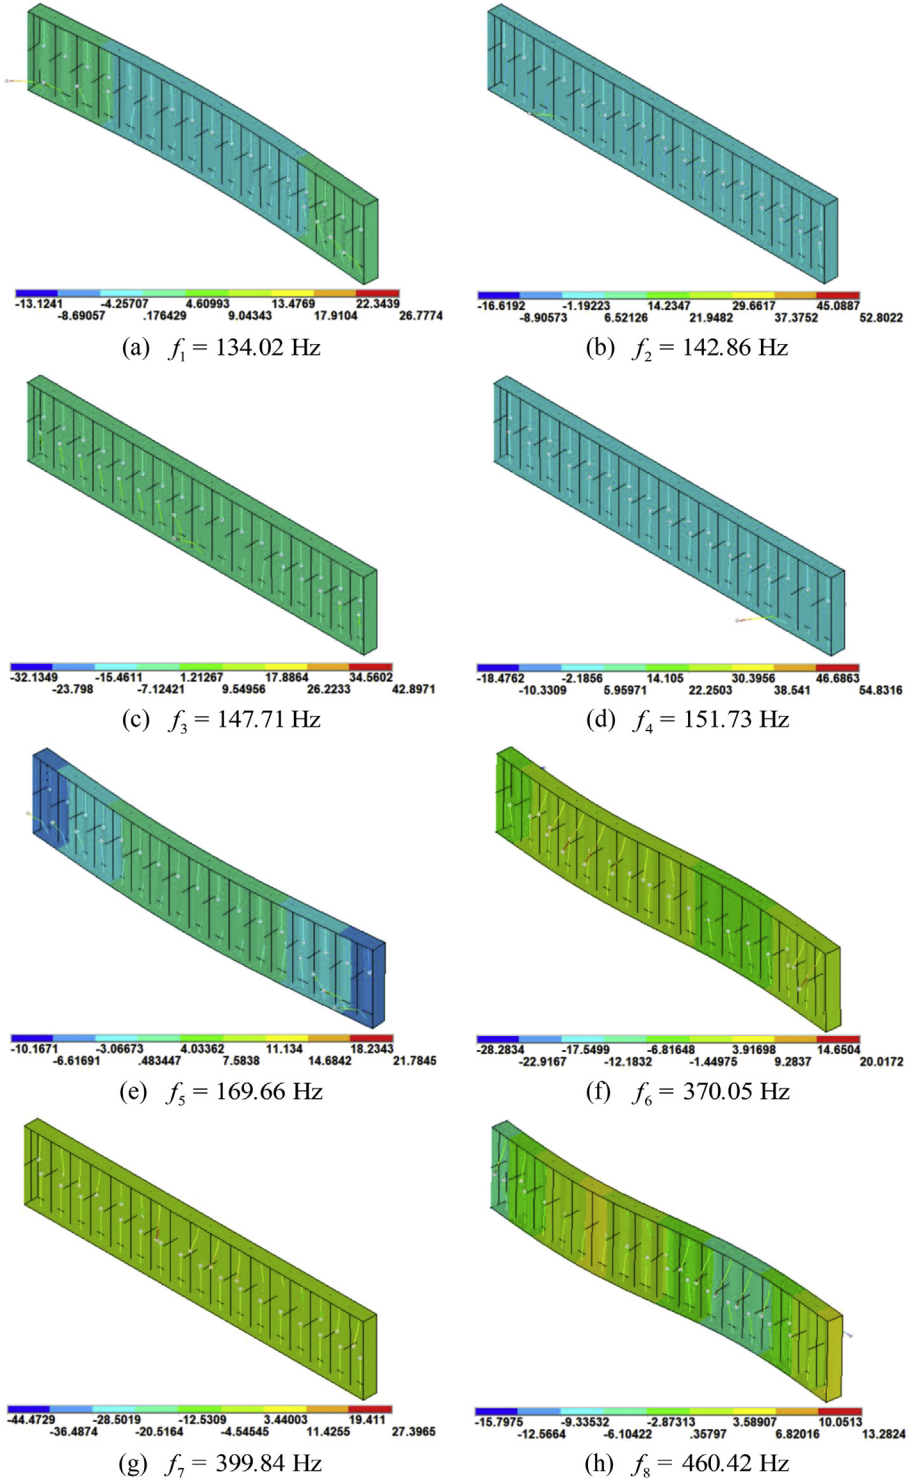 -13.1241 -4.25707 4.60993 13.4769 22.3439
-8.69057 .176429 9.04343 17.9104 26.7774
(a) f1 = 134.02 Hz
-16.6192 -1.19223 14.2347 29.6617 45.0887
-8.90573 6.52126 21.9482 37.3752 52.8022
(b) f2 = 142.86 Hz
-32.1349 -15.4611 1.21267 17.8864 34.5602
-23.798 -7.12421 9.54956 26.2233 42.8971
(c) f3 = 147.71 Hz
-18.4762 -2.1856 14.105 30.3956 46.6863
-10.3309 5.95971 22.2503 38.541 54.8316
(d) f4 = 151.73 Hz
-10.1671 -3.06673 4.03362 11.134 18.2343
-6.61691 .483447 7.5838 14.6842 21.7845
(e) f5 = 169.66 Hz
-28.2834 -17.5499 -6.81648 3.91698 14.6504
-22.9167 -12.1832 -1.44975 9.2837 20.0172
(f) f6 = 370.05 Hz
-44.4729 -28.5019 -12.5309 3.44003 19.411
-36.4874 -20.5164 -4.54545 11.4255 27.3965
(g) f7 = 399.84 Hz
-15.7975 -9.33532 -2.87313 3.58907 10.0513
-12.5664 -6.10422 .35797 6.82016 13.2824
(h) f8 = 460.42 Hz